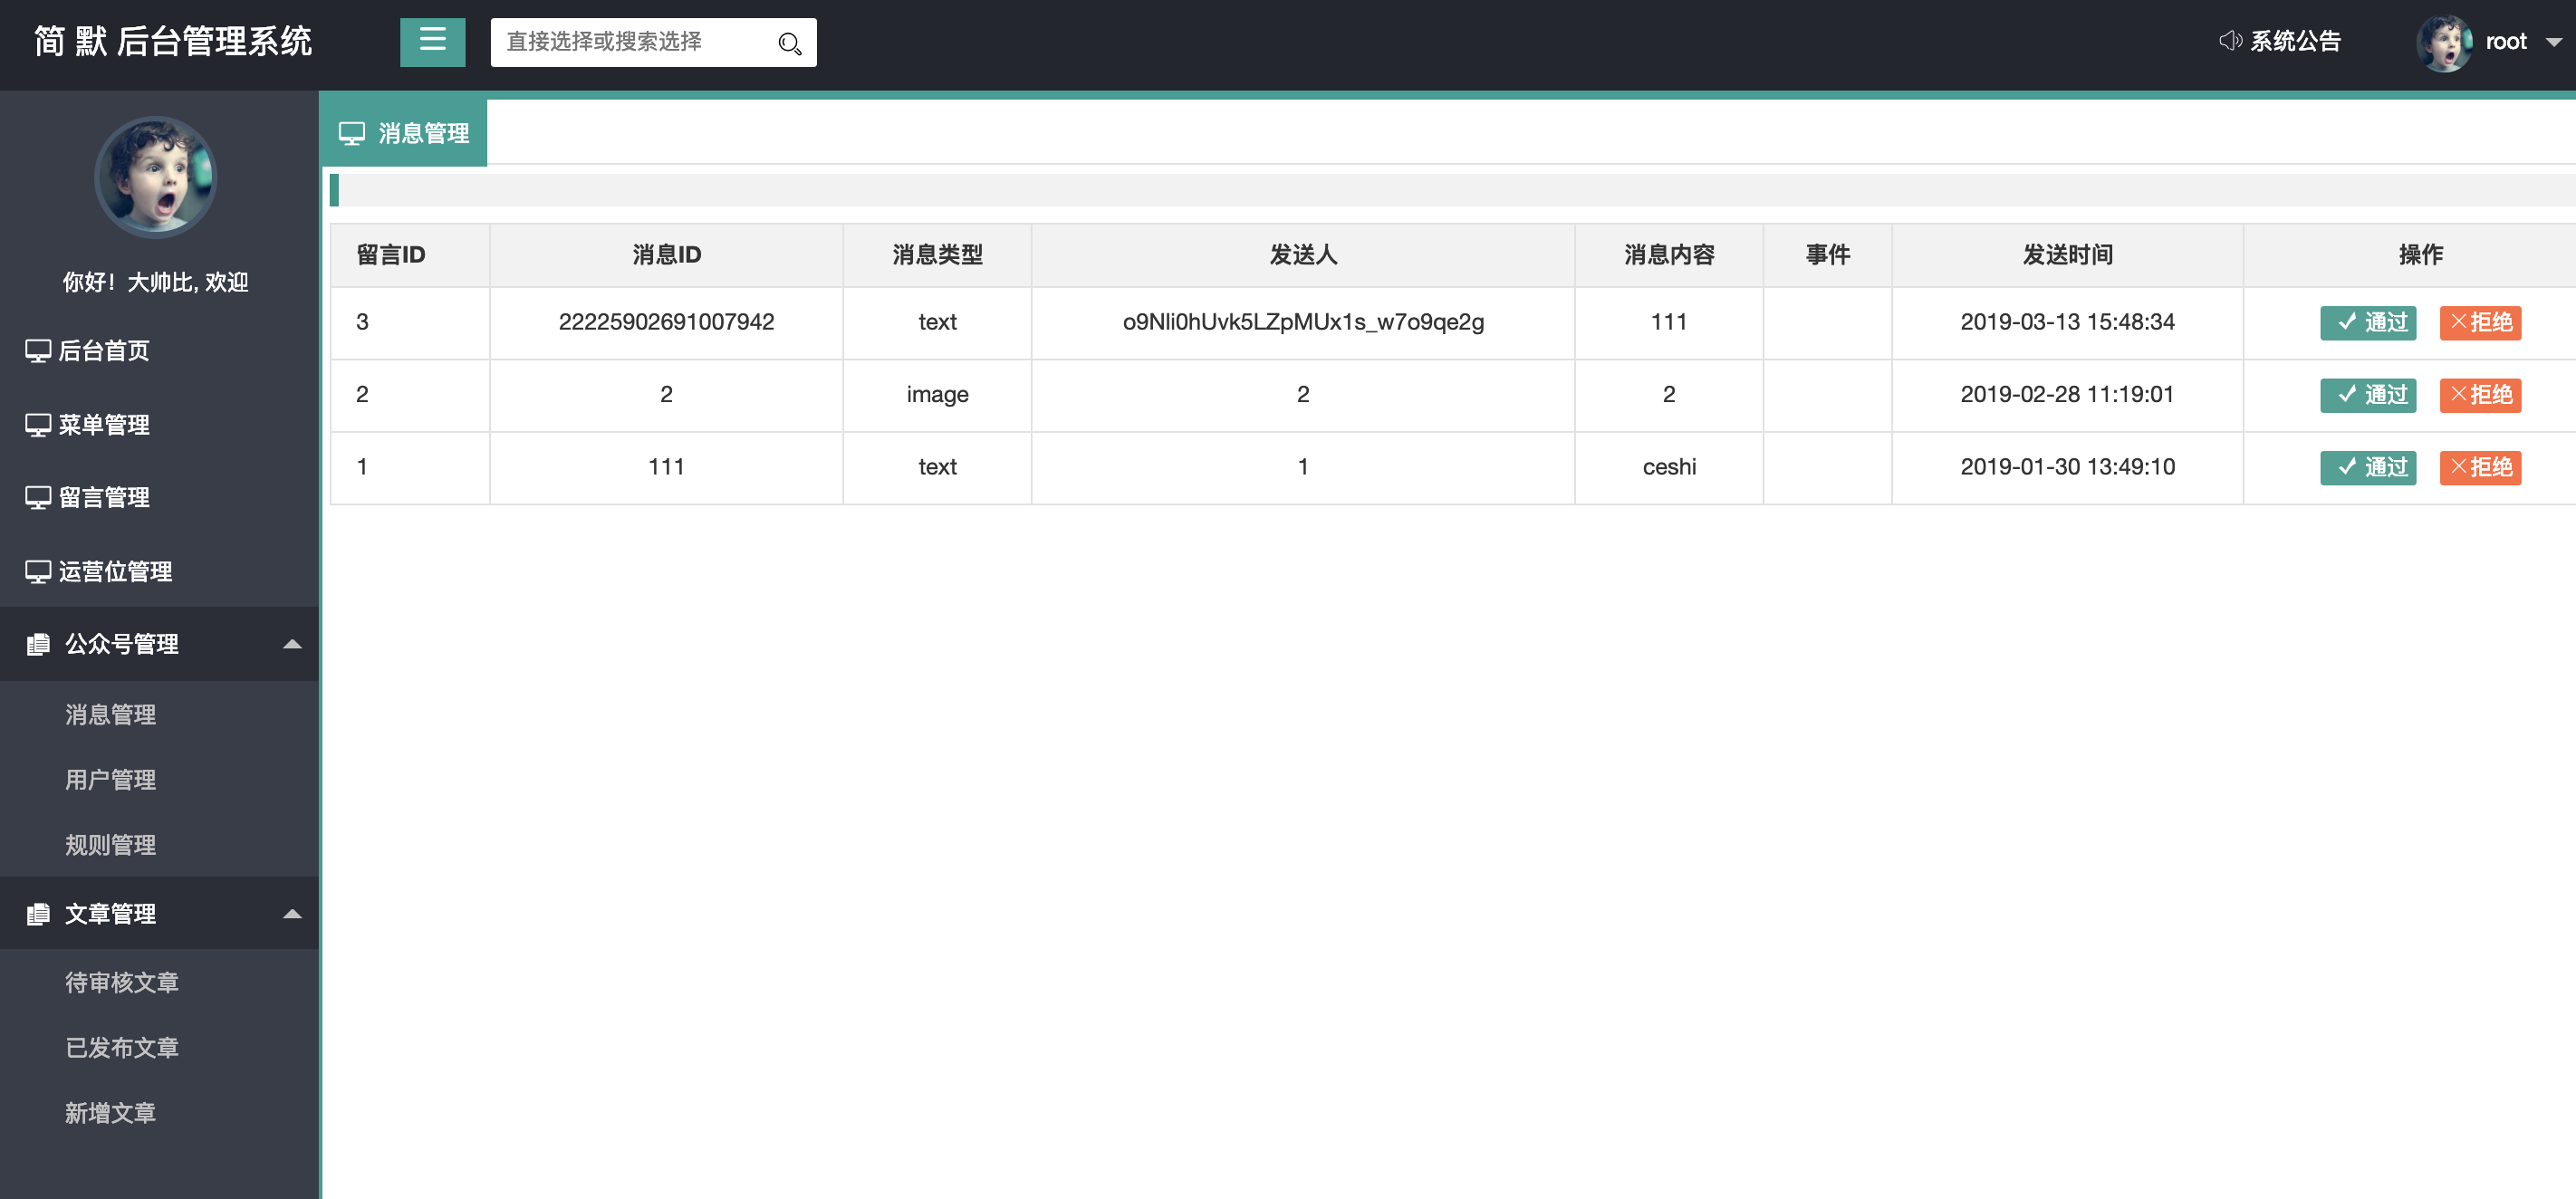 简 默 后台管理系统
直接选择或搜索选择
系统公告
root
你好！大帅比, 欢迎
后台首页
菜单管理
留言管理
运营位管理
公众号管理
消息管理
用户管理
规则管理
文章管理
待审核文章
已发布文章
新增文章
消息管理
留言ID 消息ID 消息类型 发送人 消息内容 事件 发送时间 操作
3 22225902691007942 text o9Nli0hUvk5LZpMUx1s_w7o9qe2g 111 2019-03-13 15:48:34 通过 拒绝
2 2 image 2 2 2019-02-28 11:19:01 通过 拒绝
1 111 text 1 ceshi 2019-01-30 13:49:10 通过 拒绝